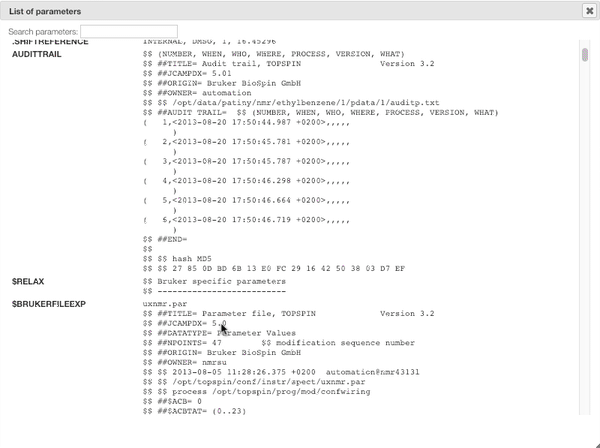 List of parameters
Search parameters:
.SHIFTREFERENCE INTERNAL, DMSO, 1, 16.45296
AUDITTRAIL $$ (NUMBER, WHEN, WHO, WHERE, PROCESS, VERSION, WHAT)
$$ ##TITLE= Audit trail, TOPSPIN Version 3.2
$$ ##JCAMPDX= 5.01
$$ ##ORIGIN= Bruker BioSpin GmbH
$$ ##OWNER= automation
$$ $$ /opt/data/patiny/nmr/ethylbenzene/1/pdata/1/auditp.txt
$$ ##AUDIT TRAIL= $$ (NUMBER, WHEN, WHO, WHERE, PROCESS, VERSION, WHAT)
( 1,<2013-08-20 17:50:44.987 +0200>,,,,,
)
( 2,<2013-08-20 17:50:45.781 +0200>,,,,,
)
( 3,<2013-08-20 17:50:45.787 +0200>,,,,,
)
( 4,<2013-08-20 17:50:46.298 +0200>,,,,,
)
( 5,<2013-08-20 17:50:46.664 +0200>,,,,,
)
( 6,<2013-08-20 17:50:46.719 +0200>,,,,,
)
$$ ##END=
$$
$$ $$ hash MD5
$$ $$ 27 85 0D BD 6B 13 E0 FC 29 16 42 50 38 03 D7 EF
$RELAX $$ Bruker specific parameters
$$ --------------------------
$BRUKERFILEEXP uxnmr.par
$$ ##TITLE= Parameter file, TOPSPIN Version 3.2
$$ ##JCAMPDX= 5.0
$$ ##DATATYPE= Parameter Values
$$ ##NPOINTS= 47 $$ modification sequence number
$$ ##ORIGIN= Bruker BioSpin GmbH
$$ ##OWNER= nmrsu
$$ $$ 2013-08-05 11:28:26.375 +0200 automation@nmr43131
$$ $$ /opt/topspin/conf/instr/spect/uxnmr.par
$$ $$ process /opt/topspin/prog/mod/confwiring
$$ ##$ACB= 0
$$ ##$ACBTAT= (0..23)